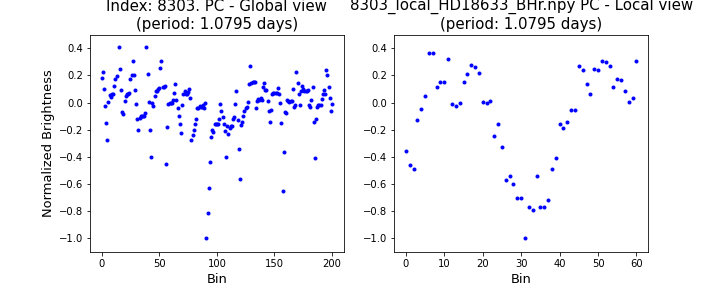 Index: 8303. PC - Global view
(period: 1.0795 days)
8303_local_HD18633_BHr.npy PC - Local view
(period: 1.0795 days)
Normalized Brightness
0.4
0.2
0.0
−0.2
−0.4
−0.6
−0.8
−1.0
0 50 100 150 200
Bin
0.4
0.2
0.0
−0.2
−0.4
−0.6
−0.8
−1.0
0 10 20 30 40 50 60
Bin